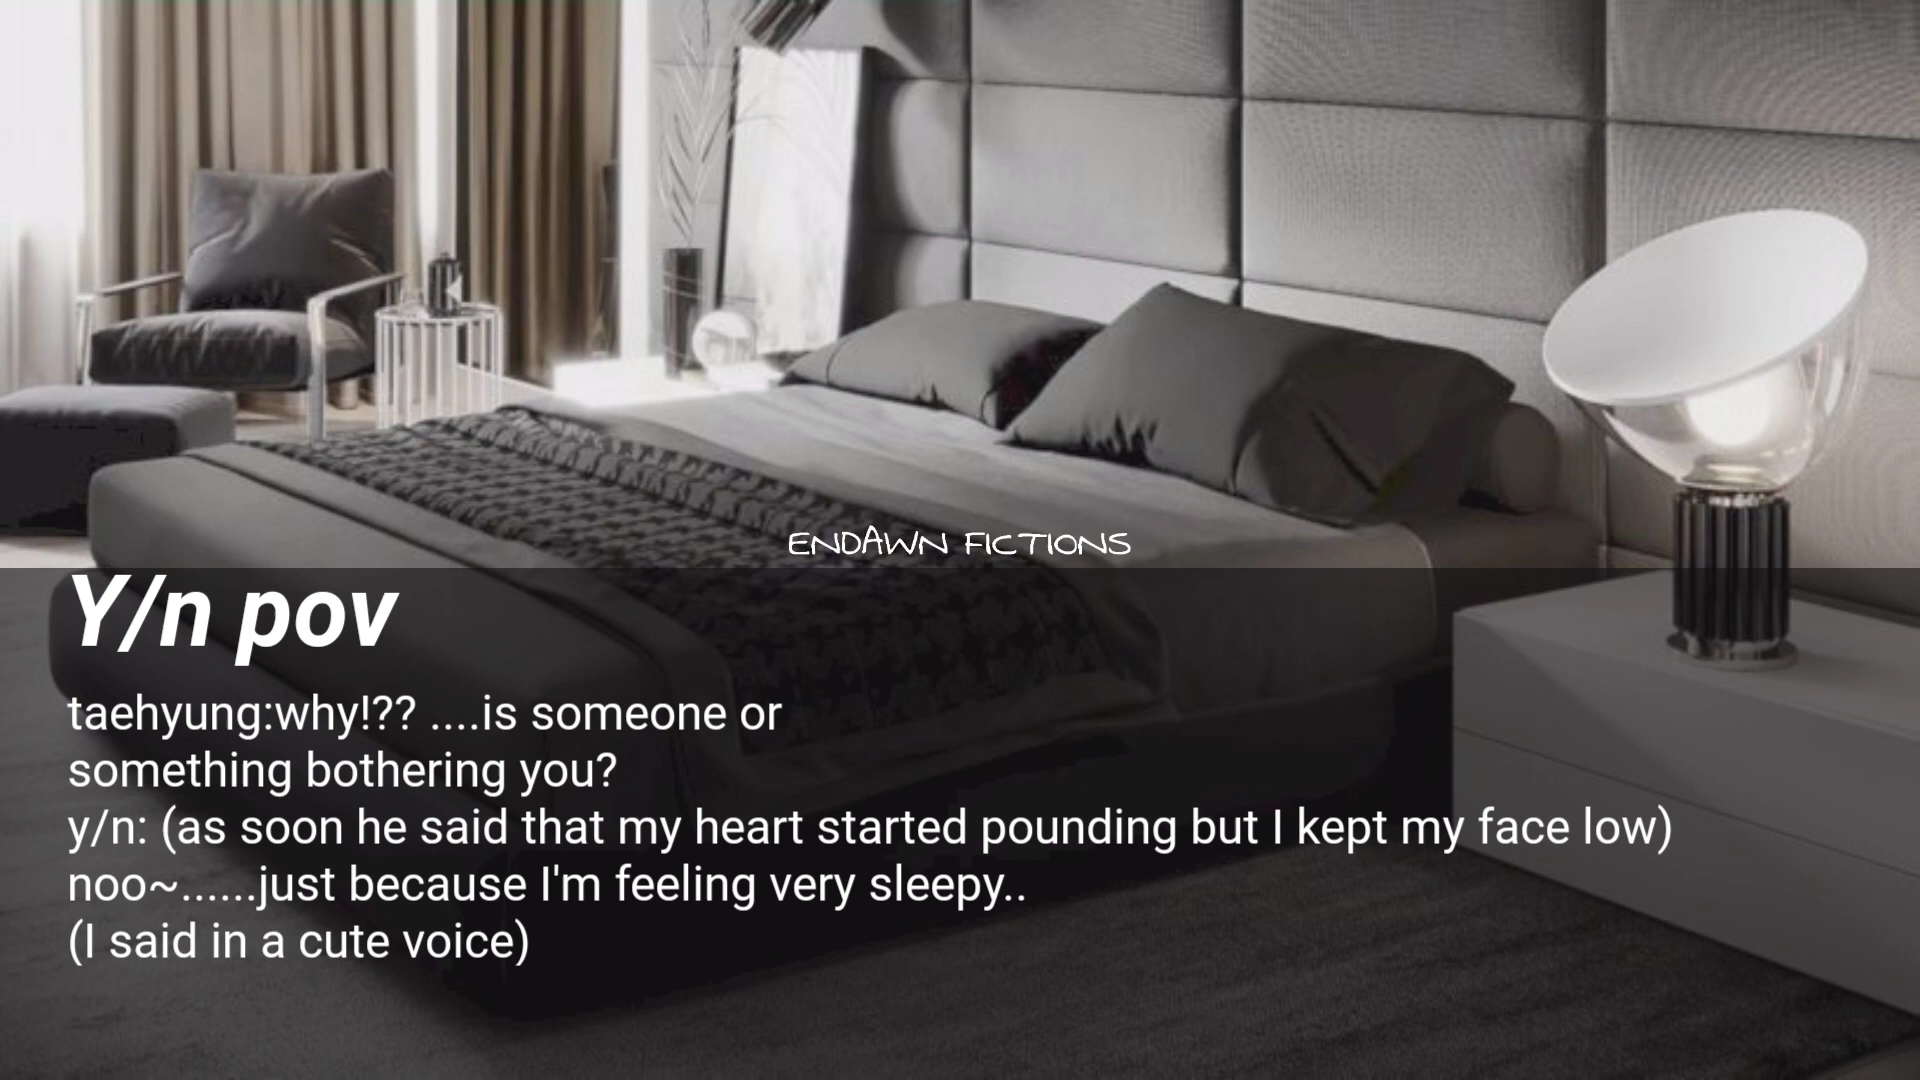 ENDAWN FICTIONS
Y/n pov
taehyung:why!?? ....is someone or
something bothering you?
y/n: (as soon he said that my heart started pounding but I kept my face low)
noo~......just because I'm feeling very sleepy..
(I said in a cute voice)